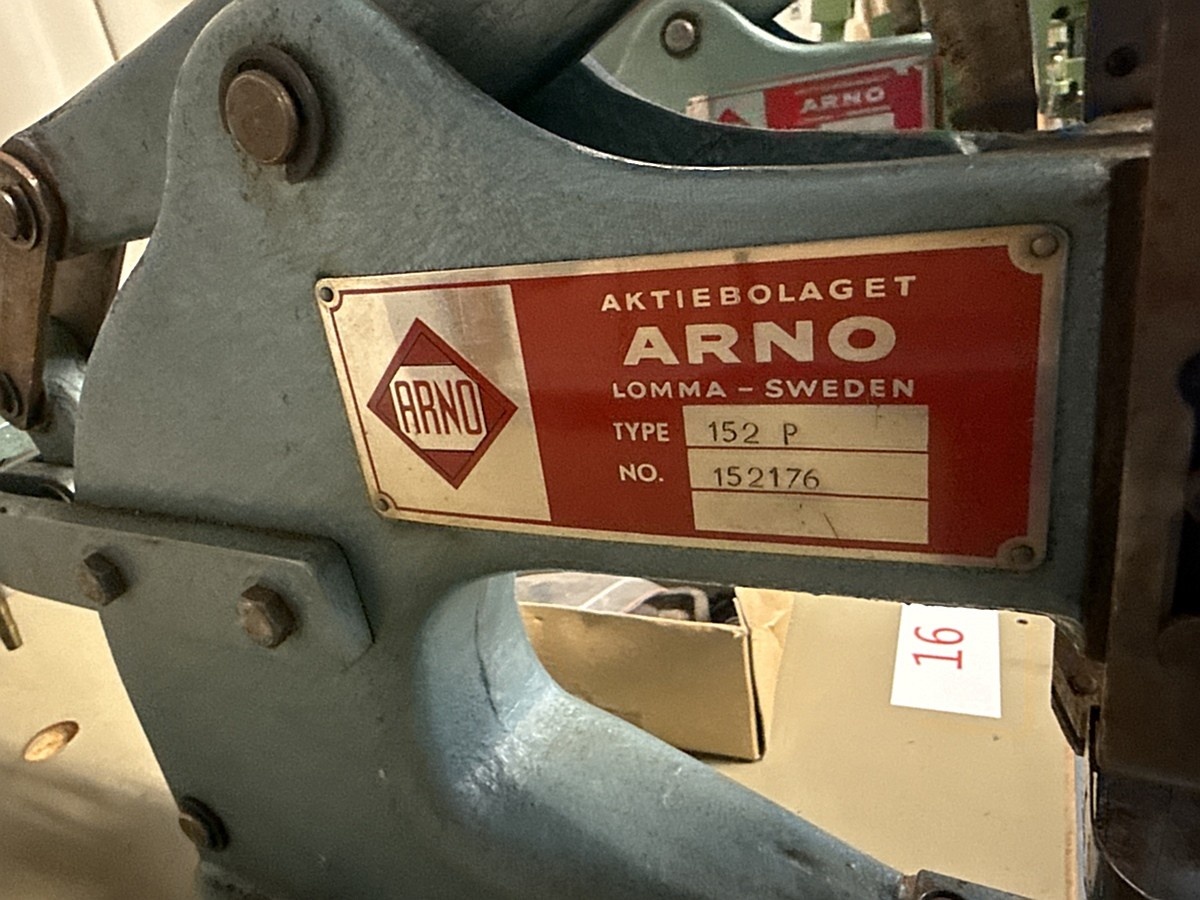 ARNO
AKTIEBOLAGET
ARNO
LOMMA – SWEDEN
ARNO
TYPE 152 P
NO. 152176
16